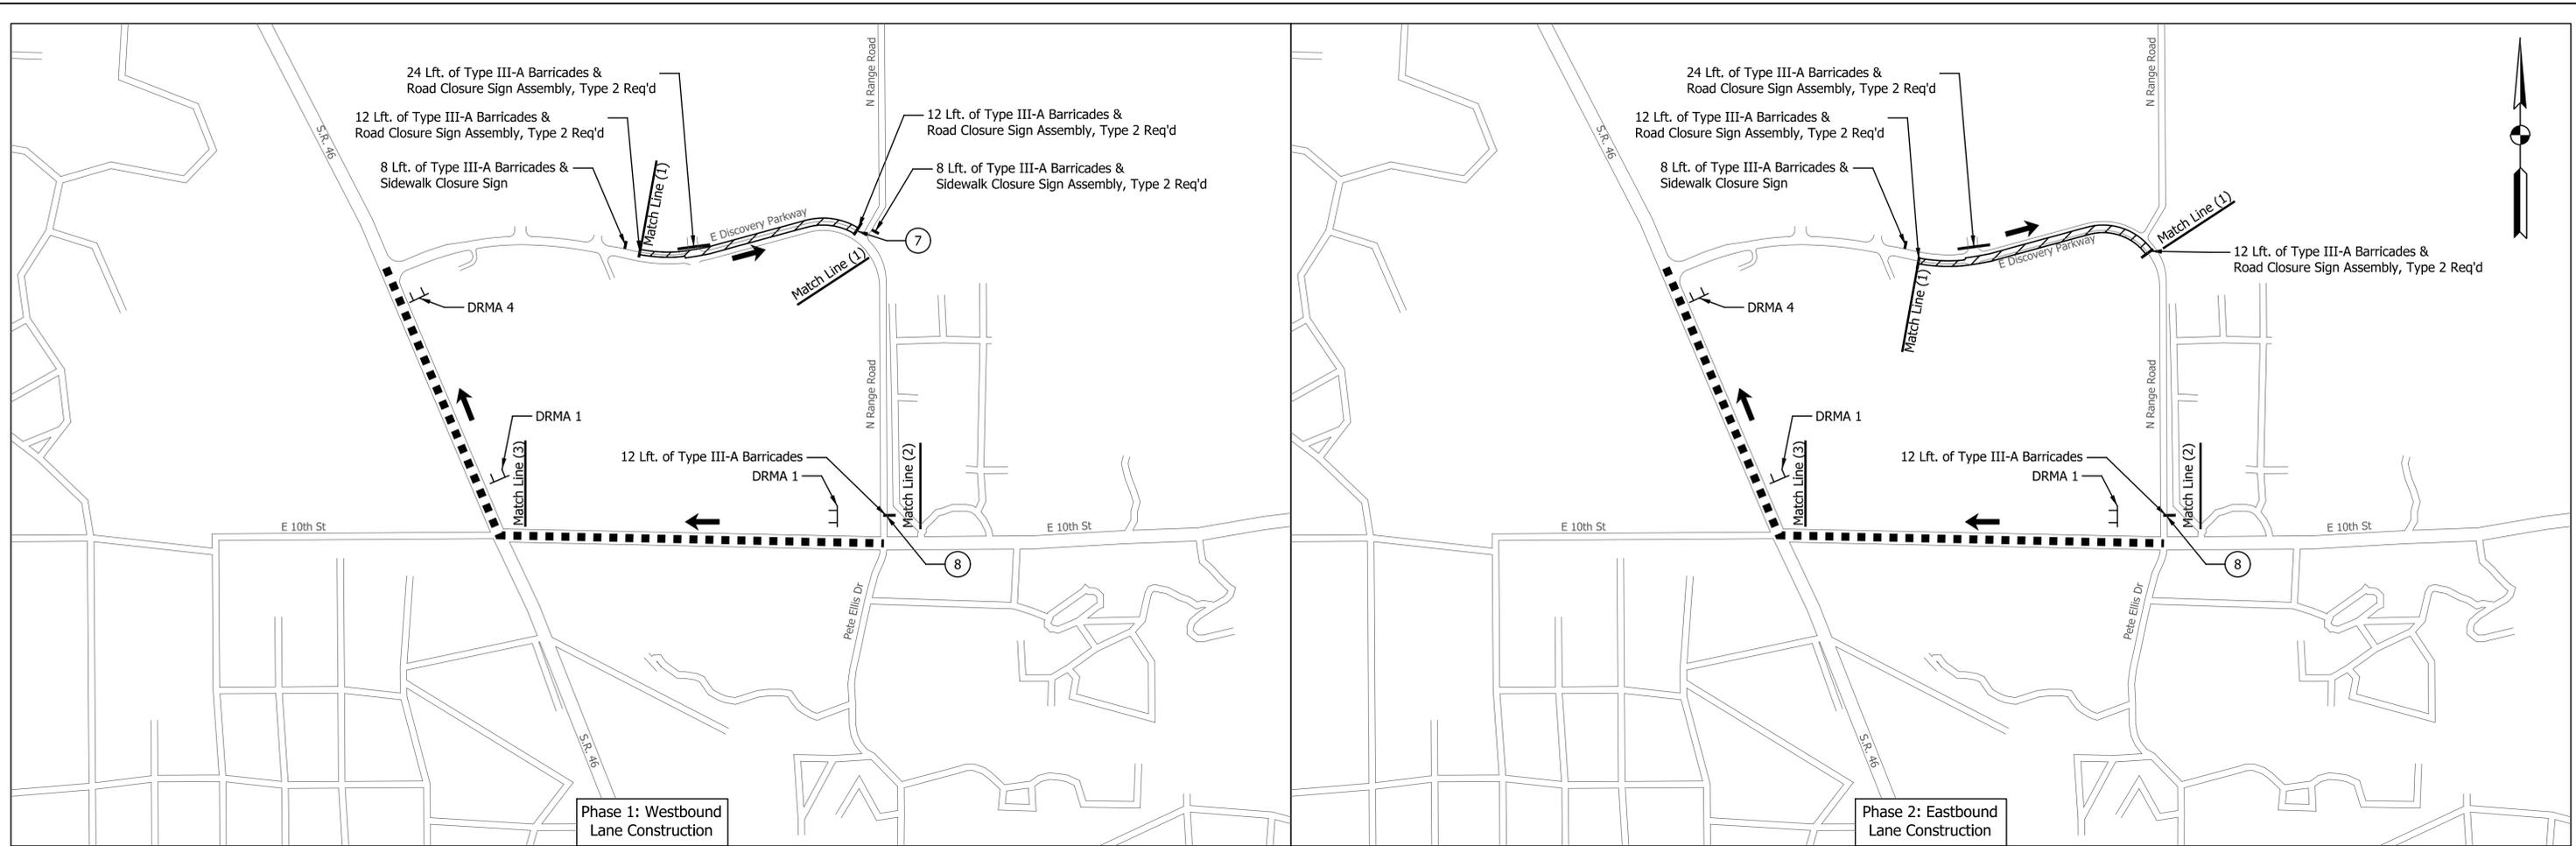 24 Lft. of Type III-A Barricades &
Road Closure Sign Assembly, Type 2 Req'd
12 Lft. of Type III-A Barricades &
Road Closure Sign Assembly, Type 2 Req'd
8 Lft. of Type III-A Barricades &
Sidewalk Closure Sign
S.R. 46
Match Line (1)
E Discovery Parkway
N Range Road
12 Lft. of Type III-A Barricades &
Road Closure Sign Assembly, Type 2 Req'd
8 Lft. of Type III-A Barricades &
Sidewalk Closure Sign Assembly, Type 2 Req'd
7
Match Line (1)
DRMA 4
N Range Road
DRMA 1
Match Line (3)
12 Lft. of Type III-A Barricades
DRMA 1
Match Line (2)
E 10th St
E 10th St
8
Pete Ellis Dr
S.R. 46
Phase 1: Westbound
Lane Construction
24 Lft. of Type III-A Barricades &
Road Closure Sign Assembly, Type 2 Req'd
12 Lft. of Type III-A Barricades &
Road Closure Sign Assembly, Type 2 Req'd
8 Lft. of Type III-A Barricades &
Sidewalk Closure Sign
S.R. 46
N Range Road
Match Line (1)
E Discovery Parkway
12 Lft. of Type III-A Barricades &
Road Closure Sign Assembly, Type 2 Req'd
Match Line (1)
DRMA 4
N Range Road
DRMA 1
Match Line (3)
12 Lft. of Type III-A Barricades
DRMA 1
Match Line (2)
E 10th St
E 10th St
8
Pete Ellis Dr
S.R. 46
Phase 2: Eastbound
Lane Construction